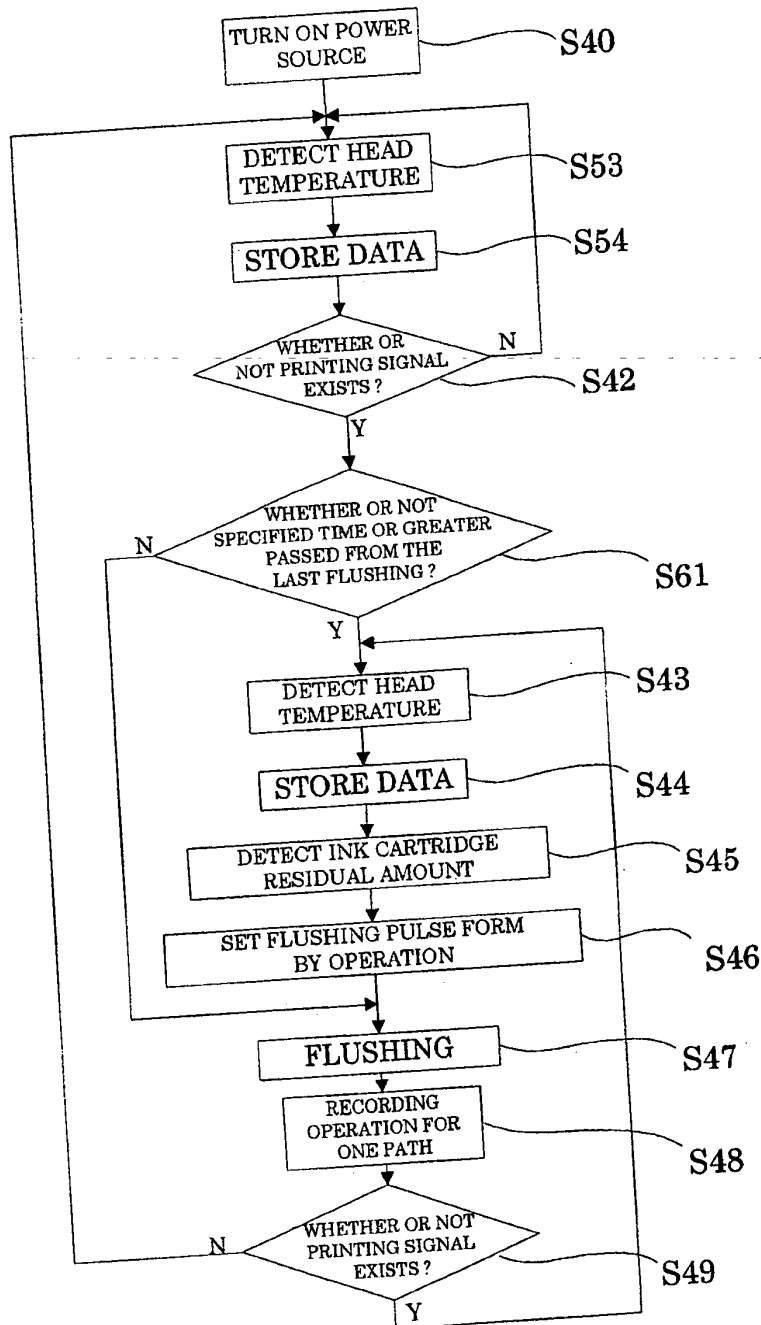 TURN ON POWER
SOURCE
S40
DETECT HEAD
TEMPERATURE
S53
STORE DATA
S54
WHETHER OR
NOT PRINTING SIGNAL
EXISTS ?
N
S42
Y
WHETHER OR NOT
SPECIFIED TIME OR GREATER
PASSED FROM THE
LAST FLUSHING ?
N
S61
Y
DETECT HEAD
TEMPERATURE
S43
STORE DATA
S44
DETECT INK CARTRIDGE
RESIDUAL AMOUNT
S45
SET FLUSHING PULSE FORM
BY OPERATION
S46
FLUSHING
S47
RECORDING
OPERATION FOR
ONE PATH
S48
N
WHETHER OR NOT
PRINTING SIGNAL
EXISTS ?
S49
Y